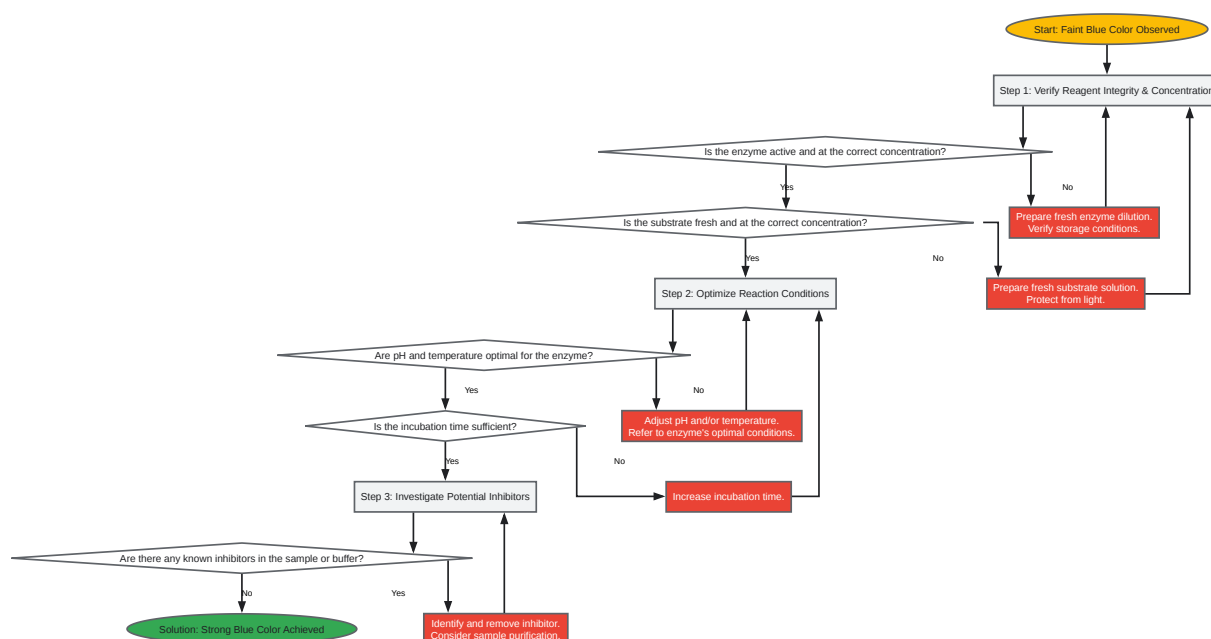 Start: Faint Blue Color Observed
Step 1: Verify Reagent Integrity & Concentration
Is the enzyme active and at the correct concentration?
Yes
No
Prepare fresh enzyme dilution.
Verify storage conditions.
Is the substrate fresh and at the correct concentration?
Yes
No
Prepare fresh substrate solution.
Protect from light.
Step 2: Optimize Reaction Conditions
Are pH and temperature optimal for the enzyme?
Yes
No
Adjust pH and/or temperature.
Refer to enzyme's optimal conditions.
Is the incubation time sufficient?
Yes
No
Increase incubation time.
Step 3: Investigate Potential Inhibitors
Are there any known inhibitors in the sample or buffer?
No
Yes
Identify and remove inhibitor.
Consider sample purification.
Solution: Strong Blue Color Achieved